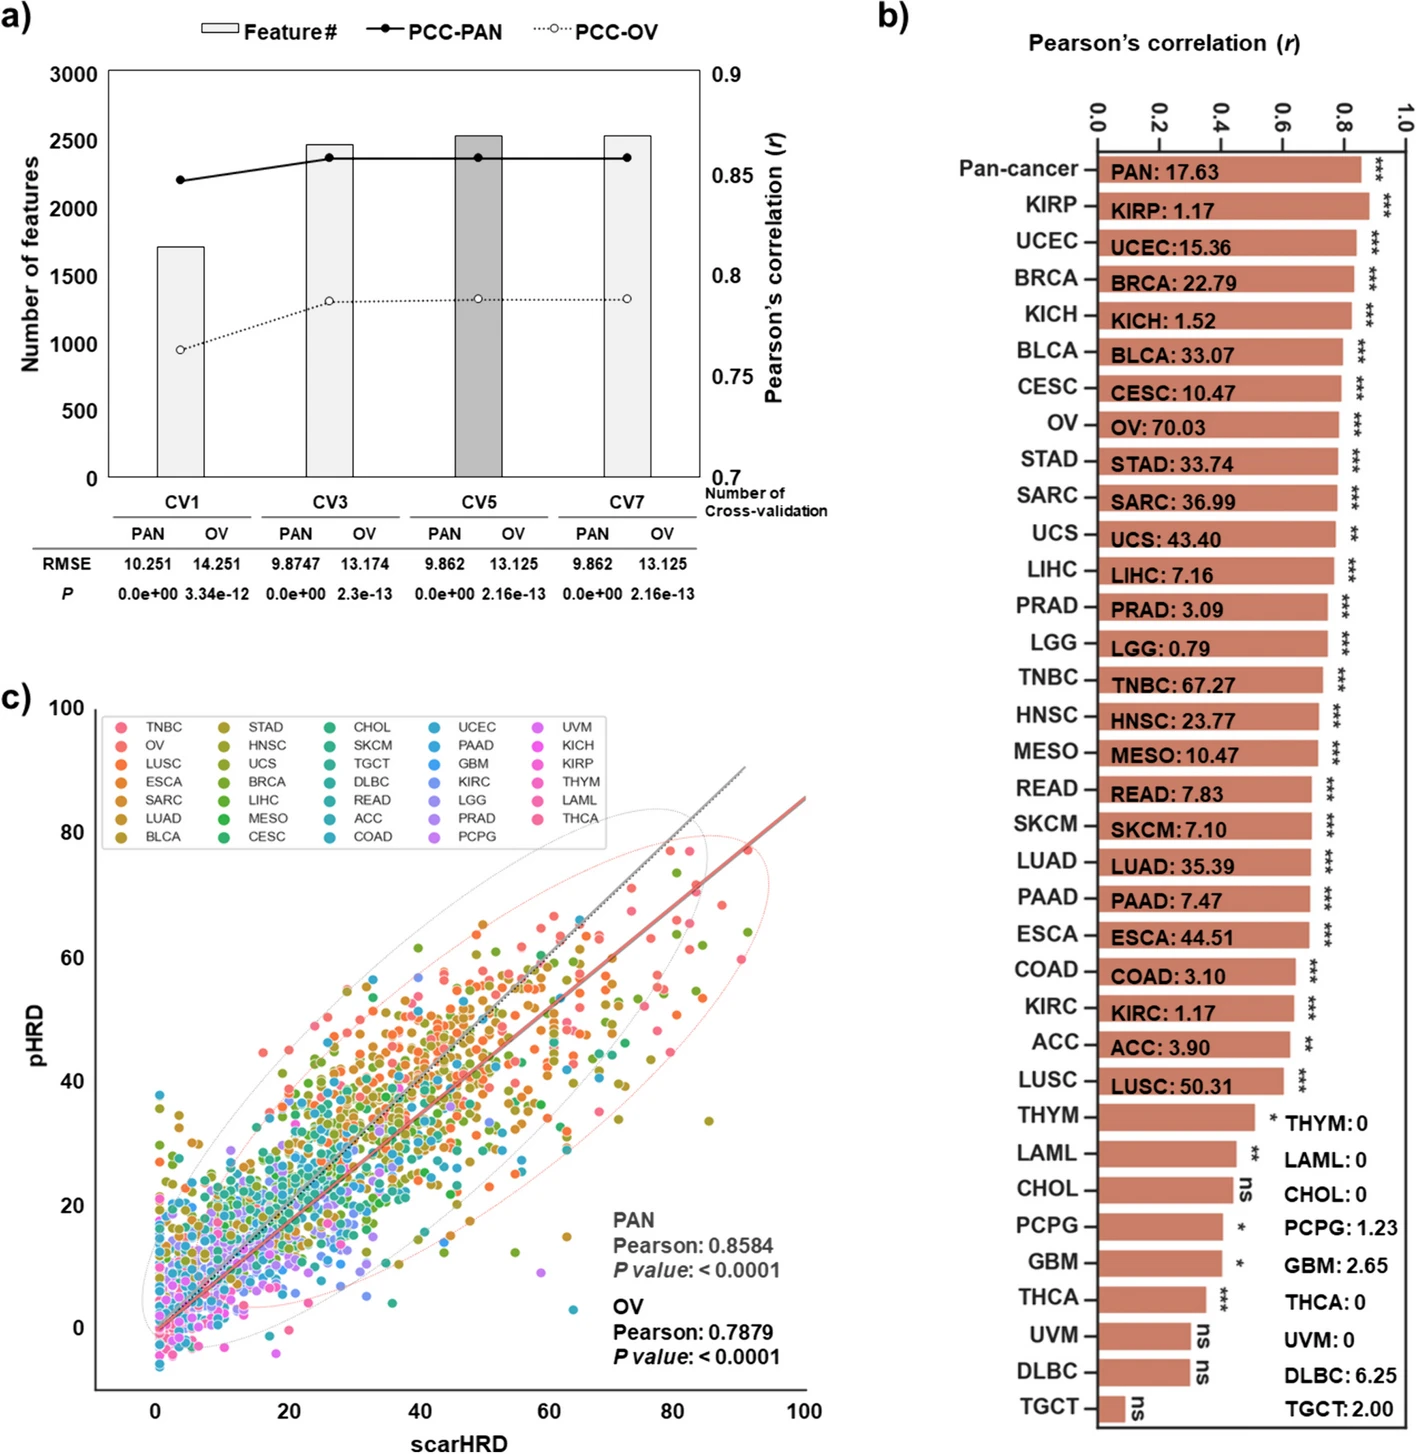 a)
Feature# PCC-PAN PCC-OV
3000
2500
2000
1500
1000
500
0
Number of features
0.9
0.85
0.8
0.75
0.7
Pearson's correlation (r)
CV1 CV3 CV5 CV7 Number of
Cross-validation
PAN OV PAN OV PAN OV PAN OV
RMSE 10.251 14.251 9.8747 13.174 9.862 13.125 9.862 13.125
P 0.0e+00 3.34e-12 0.0e+00 2.3e-13 0.0e+00 2.16e-13 0.0e+00 2.16e-13
b)
Pearson's correlation (r)
0.0 0.2 0.4 0.6 0.8 1.0
Pan-cancer PAN: 17.63 ***
KIRP KIRP: 1.17 ***
UCEC UCEC:15.36 ***
BRCA BRCA: 22.79 ***
KICH KICH: 1.52 ***
BLCA BLCA: 33.07 ***
CESC CESC: 10.47 ***
OV OV: 70.03 ***
STAD STAD: 33.74 ***
SARC SARC: 36.99 ***
UCS UCS: 43.40 **
LIHC LIHC: 7.16 ***
PRAD PRAD: 3.09 ***
LGG LGG: 0.79 ***
TNBC TNBC: 67.27 ***
HNSC HNSC: 23.77 ***
MESO MESO: 10.47 ***
READ READ: 7.83 ***
SKCM SKCM: 7.10 ***
LUAD LUAD: 35.39 ***
PAAD PAAD: 7.47 ***
ESCA ESCA: 44.51 ***
COAD COAD: 3.10 ***
KIRC KIRC: 1.17 ***
ACC ACC: 3.90 **
LUSC LUSC: 50.31 ***
THYM * THYM: 0
LAML ** LAML: 0
CHOL ns CHOL: 0
PCPG * PCPG: 1.23
GBM * GBM: 2.65
THCA *** THCA: 0
UVM ns UVM: 0
DLBC ns DLBC: 6.25
TGCT ns TGCT: 2.00
c)
100
80
60
40
20
0
pHRD
TNBC STAD CHOL UCEC UVM
OV HNSC SKCM PAAD KICH
LUSC UCS TGCT GBM KIRP
ESCA BRCA DLBC KIRC THYM
SARC LIHC READ LGG LAML
LUAD MESO ACC PRAD THCA
BLCA CESC COAD PCPG
PAN
Pearson: 0.8584
P value: < 0.0001
OV
Pearson: 0.7879
P value: < 0.0001
0 20 40 60 80 100
scarHRD